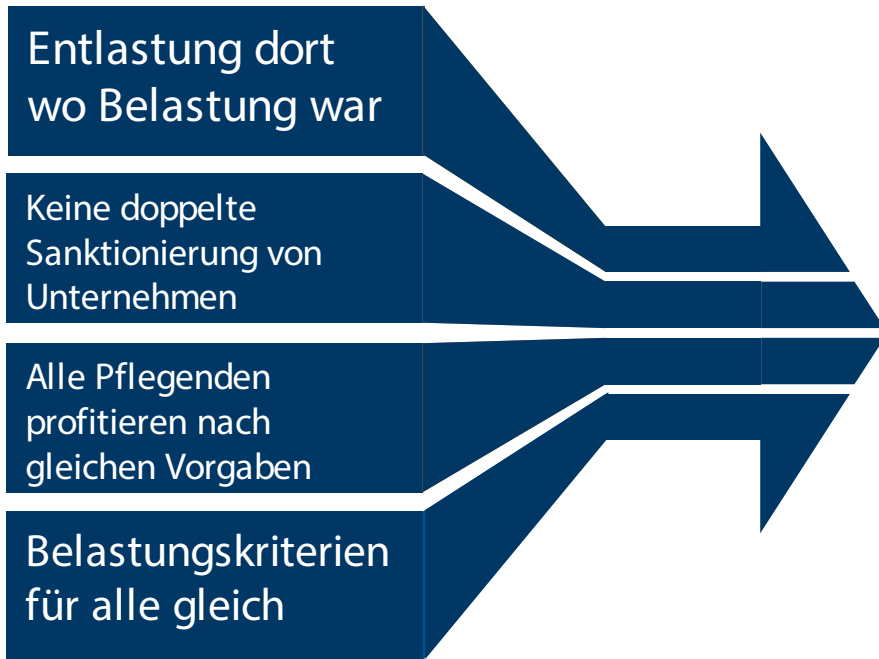 Entlastung dort
wo Belastung war
Keine doppelte
Sanktionierung von
Unternehmen
Alle Pflegenden
profitieren nach
gleichen Vorgaben
Belastungskriterien
für alle gleich